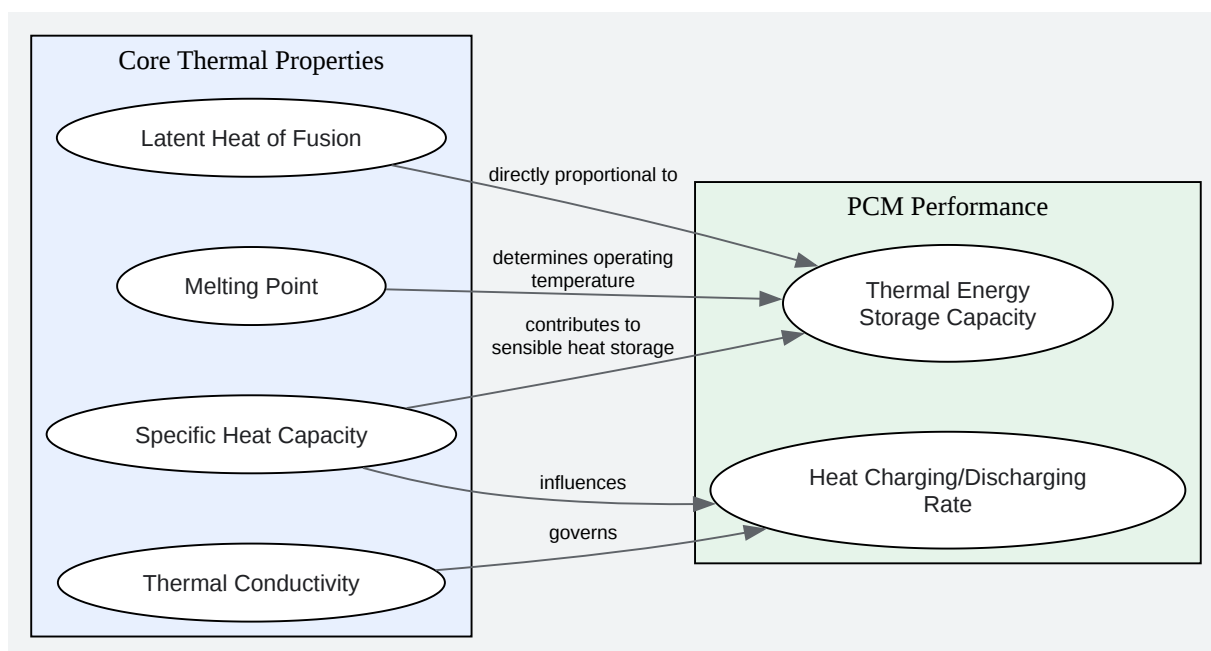 Core Thermal Properties
Latent Heat of Fusion
directly proportional to
PCM Performance
Melting Point
determines operating
temperature
Thermal Energy
Storage Capacity
contributes to
sensible heat storage
Specific Heat Capacity
influences
Heat Charging/Discharging
Rate
governs
Thermal Conductivity